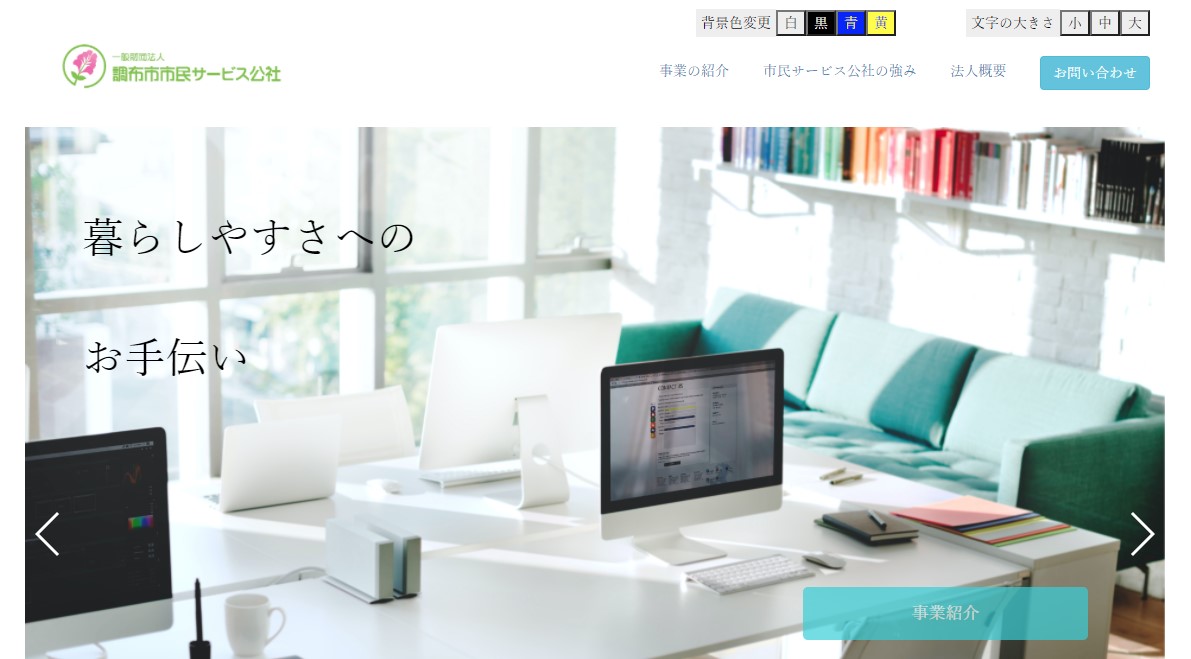 背景色変更 白 黒 青 黄
文字の大きさ 小 中 大
一般財団法人
調布市市民サービス公社
事業の紹介 市民サービス公社の強み 法人概要 お問い合わせ
暮らしやすさへの
お手伝い
事業紹介